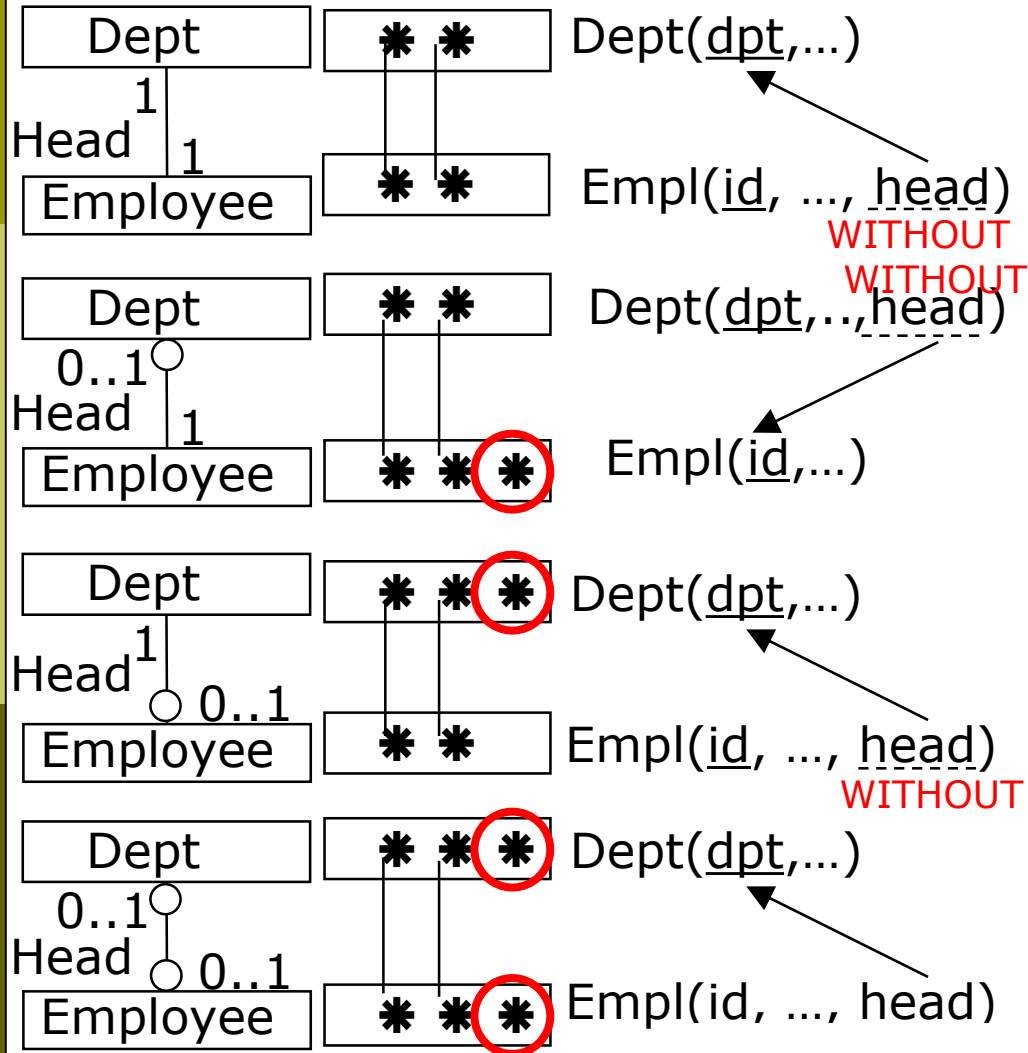 Dept Dept(dpt,…)
1
Head
1
Employee Empl(id, …, head)
WITHOUT
WITHOUT
Dept Dept(dpt,..,head)
0..1
Head
1
Employee Empl(id,…)
Dept Dept(dpt,…)
1
Head
0..1
Employee Empl(id, …, head)
WITHOUT
Dept Dept(dpt,…)
0..1
Head
0..1
Employee Empl(id, …, head)